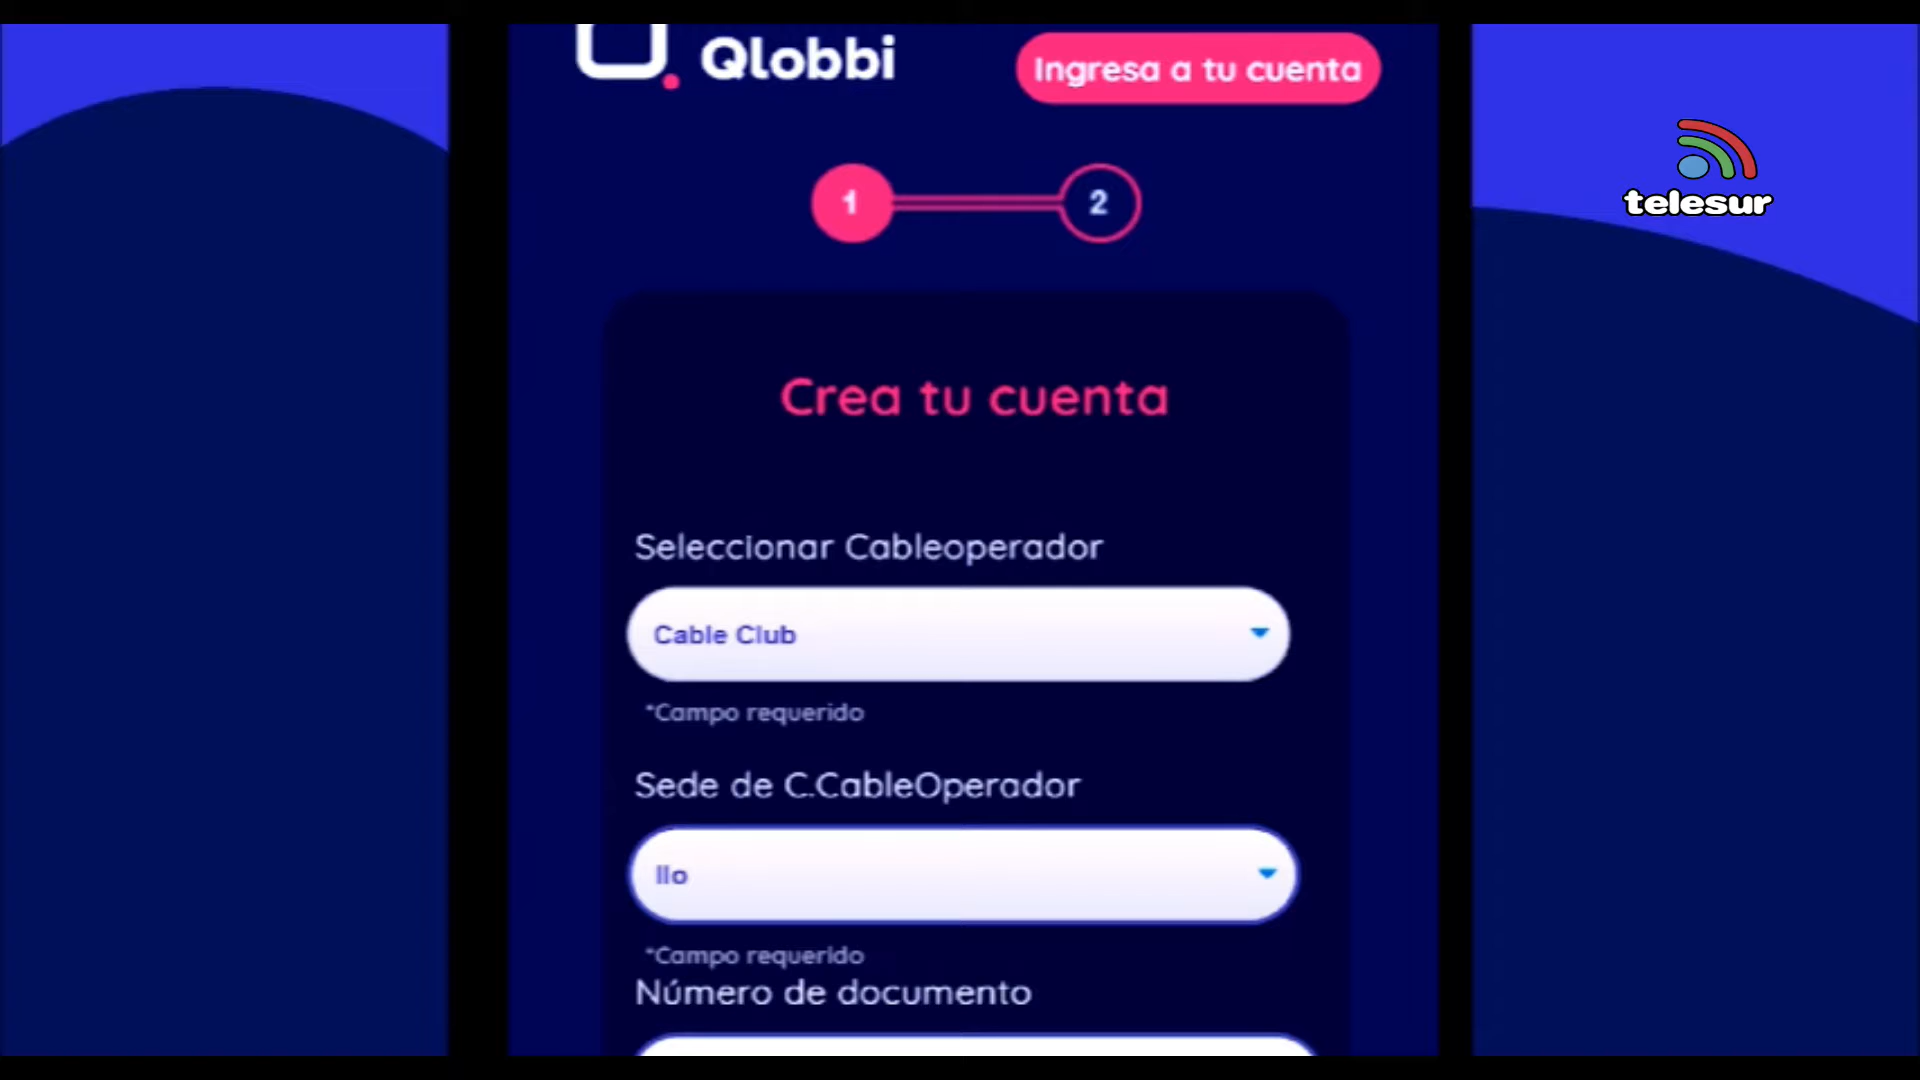 Qlobbi
Ingresa a tu cuenta
telesur
1
2
Crea tu cuenta
Seleccionar Cableoperador
Cable Club
*Campo requerido
Sede de C.CableOperador
Ilo
*Campo requerido
Número de documento